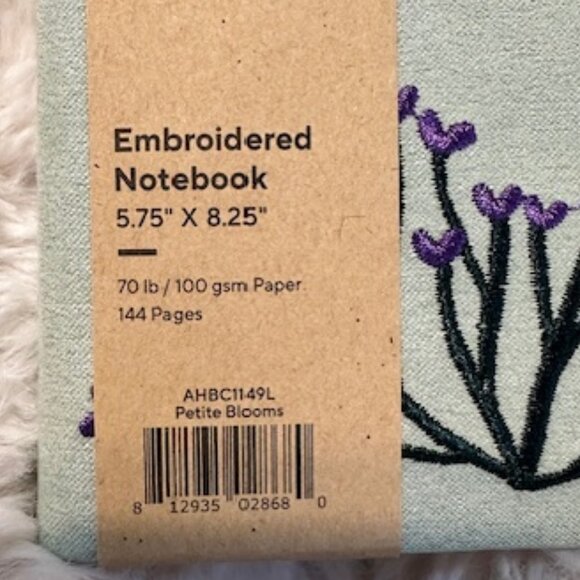 Embroidered
Notebook
5.75" X 8.25"
70 lb / 100 gsm Paper
144 Pages
AHBC1149L
Petite Blooms
8 12935 02868 0